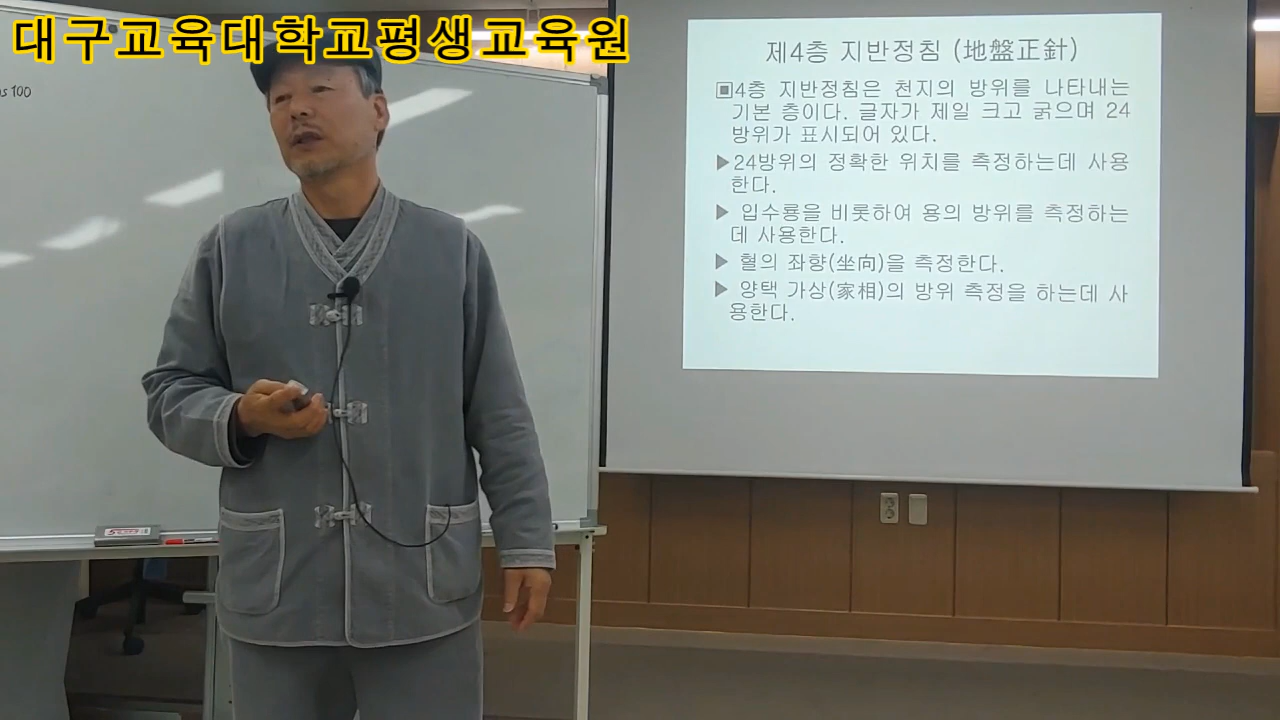 대구교육대학교평생교육원
제4층 지반정침 (地盤正針)
▣4층 지반정침은 천지의 방위를 나타내는
기본 층이다. 글자가 제일 크고 굵으며 24
방위가 표시되어 있다.
▶24방위의 정확한 위치를 측정하는데 사용
한다.
▶ 입수룡을 비롯하여 용의 방위를 측정하는
데 사용한다.
▶ 혈의 좌향(坐向)을 측정한다.
▶ 양택 가상(家相)의 방위 측정을 하는데 사
용한다.
100